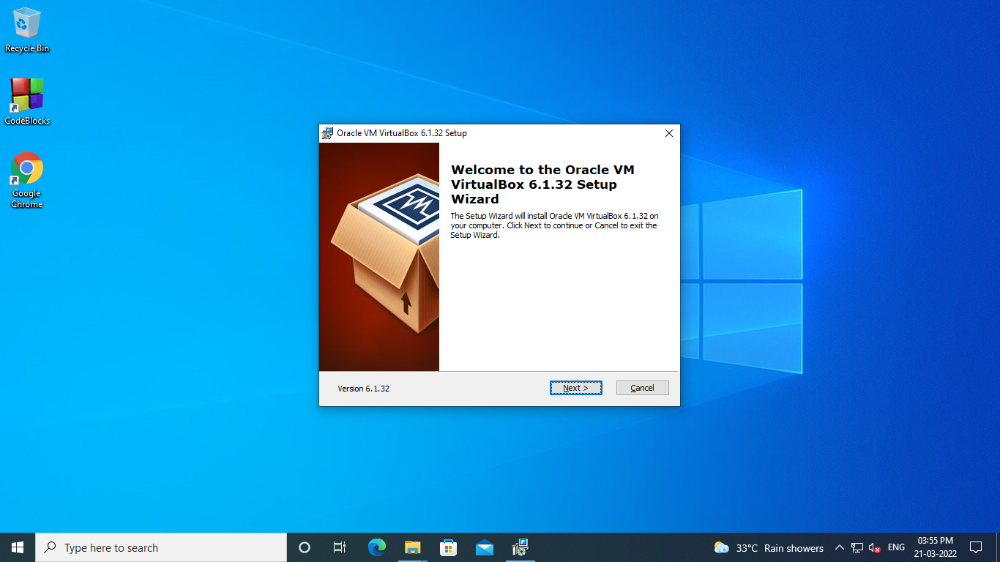 Recycle Bin
CodeBlocks
Google
Chrome
Oracle VM VirtualBox 6.1.32 Setup
Welcome to the Oracle VM
VirtualBox 6.1.32 Setup
Wizard
The Setup Wizard will install Oracle VM VirtualBox 6.1.32 on
your computer. Click Next to continue or Cancel to exit the
Setup Wizard.
Version 6.1.32
Next >
Cancel
Type here to search
33°C Rain showers
ENG
03:55 PM
21-03-2022